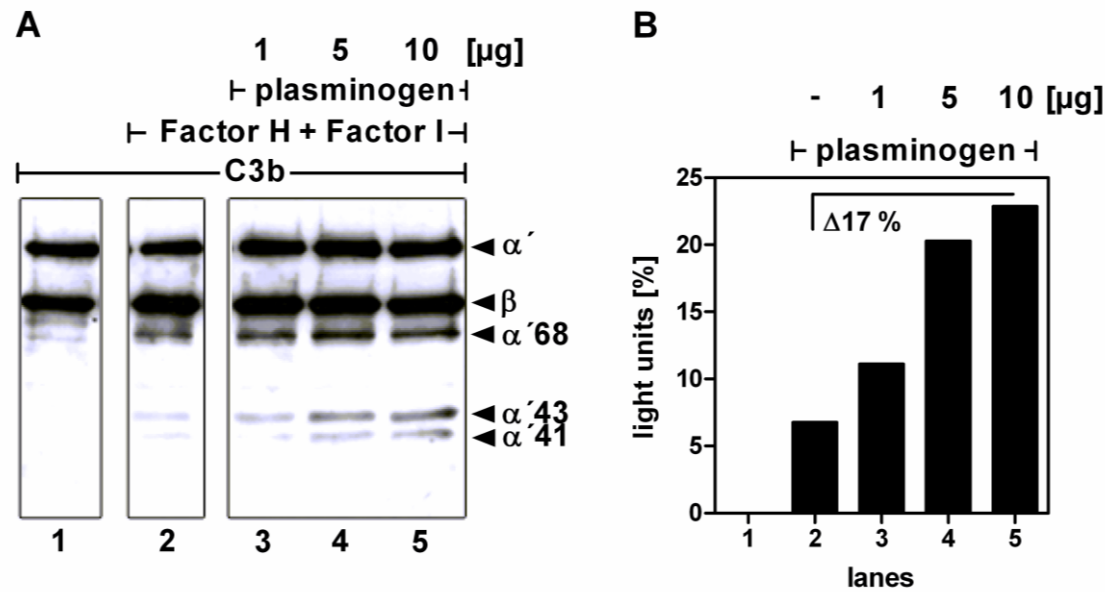 A
1 5 10 [µg]
plasminogen
Factor H + Factor I
C3b
α´
β
α´68
α´43
α´41
1 2 3 4 5
B
- 1 5 10 [µg]
plasminogen
25
20
15
10
5
0
Δ17 %
light units [%]
1 2 3 4 5
lanes